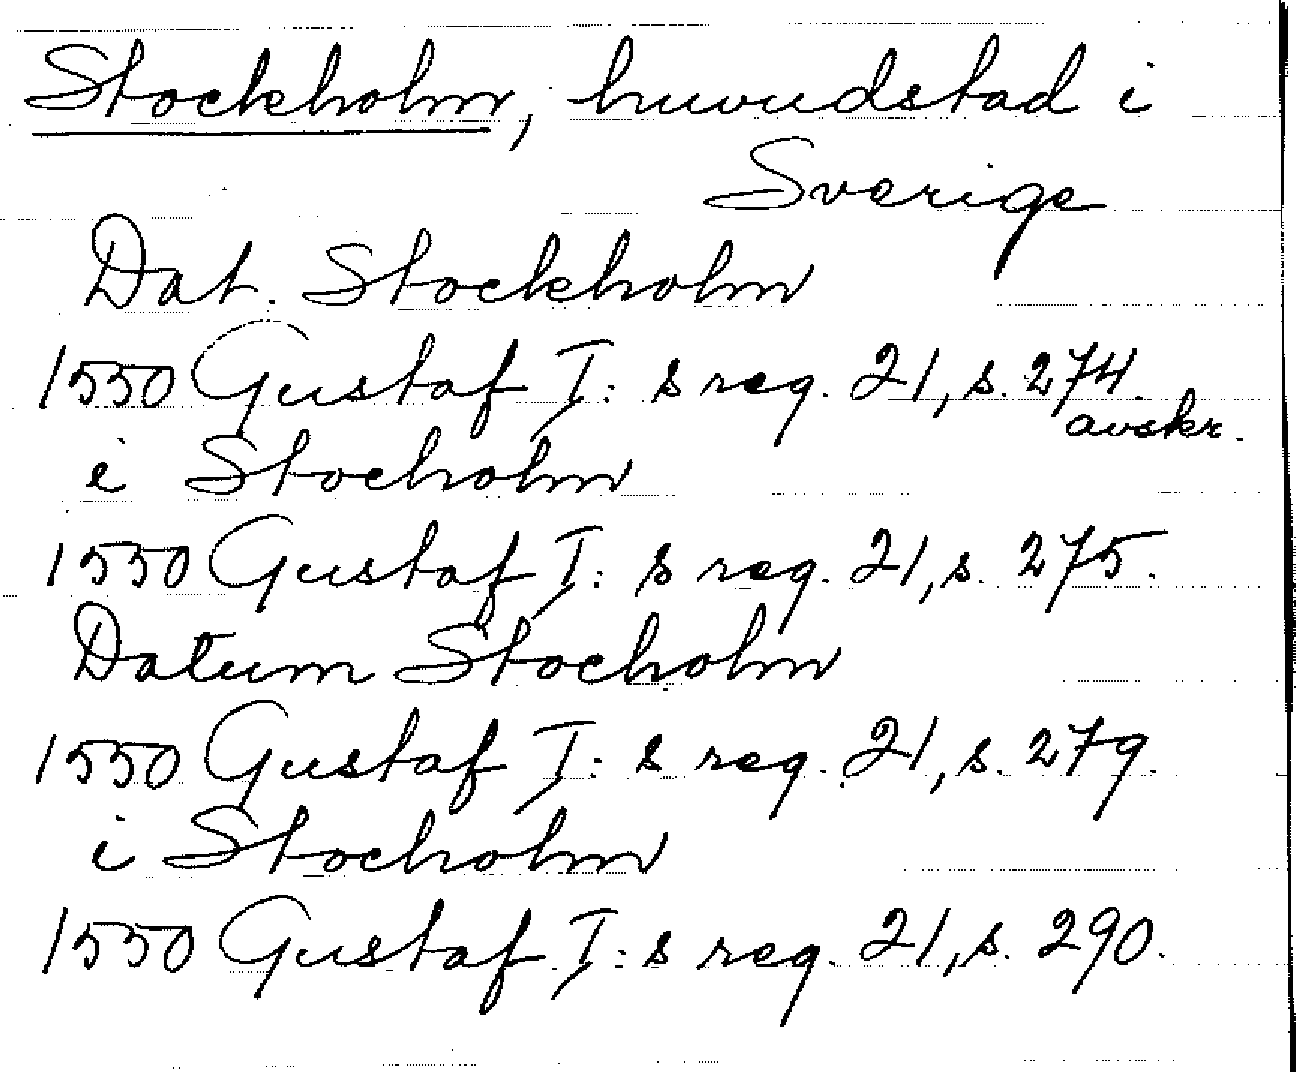 Stockholm, huvudstad i
Sverige
Dat. Stockholm
1550 Gustaf I:s reg. 21, s. 274.
avskr.
i Stocholm
1550 Gustaf I:s reg. 21, s. 275.
Datum Stocholm
1550 Gustaf I:s reg. 21, s. 279.
i Stocholm
1550 Gustaf I:s reg. 21, s. 290.